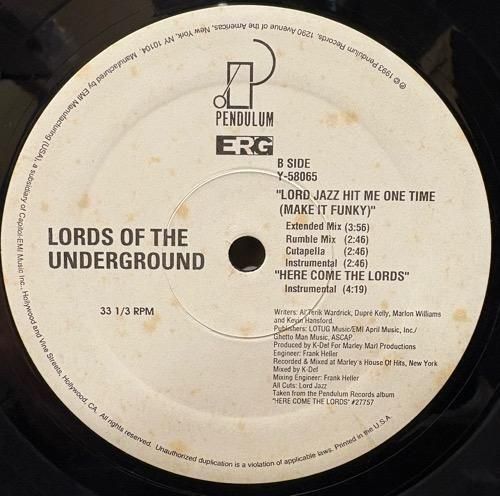 PENDULUM
ERG
B SIDE
Y-58065
"LORD JAZZ HIT ME ONE TIME
(MAKE IT FUNKY)"
Extended Mix (3:56)
Rumble Mix (2:46)
Cutapella (2:46)
Instrumental (2:46)
"HERE COME THE LORDS"
Instrumental (4:19)
LORDS OF THE
UNDERGROUND
33 1/3 RPM
Writers: Al'Terik Wardrick, Dupre Kelly, Marlon Williams
and Kevin Hansford.
Publishers: LOTUG Music/EMI April Music, Inc./
Ghetto Man Music, ASCAP
Produced by K-Def For Marley Marl Productions
Engineer: Frank Heller
Recorded & Mixed at Marley's House Of Hits, New York
Mixed by K-Def
Mixing Engineer: Frank Heller
All Cuts: Lord Jazz
Taken from the Pendulum Records album
"HERE COME THE LORDS" #27757
℗ © 1993 Pendulum Records, 1290 Avenue of the Americas, New York, NY 10104. Manufactured by EMI Manufacturing (USA), a subsidiary of Capitol-EMI Music Inc., Hollywood and Vine Streets, Hollywood, CA. All rights reserved. Unauthorized duplication is a violation of applicable laws. Printed in the U.S.A.